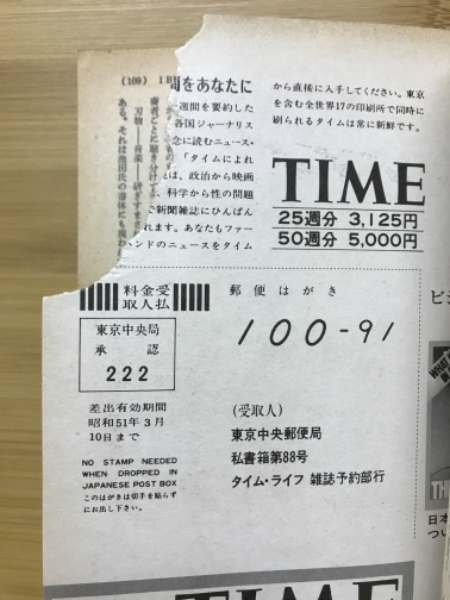 (100) 1
間をあなたに
週間を要約した
各国ジャーナリス
念に読むニュース・
「タイムによれ
は、政治から映画
、科学から性の問題
で新聞雑誌にひんぱん
れます。あなたもファー
ハンドのニュースをタイム
から直接に入手してください。東京
を含む全世界17の印刷所で同時に
刷られるタイムは常に新鮮です。
TIME
25週分 3,125円
50週分 5,000円
料金受
取人払
郵便はがき
東京中央局
承認
222
100-91
差出有効期間
昭和51年3月
10日まで
NO STAMP NEEDED
WHEN DROPPED IN
JAPANESE POST BOX
このはがきは切手を貼らず
にお出し下さい。
(受取人)
東京中央郵便局
私書箱第88号
タイム・ライフ 雑誌予約部行
ビジ
日本
つい
TIME